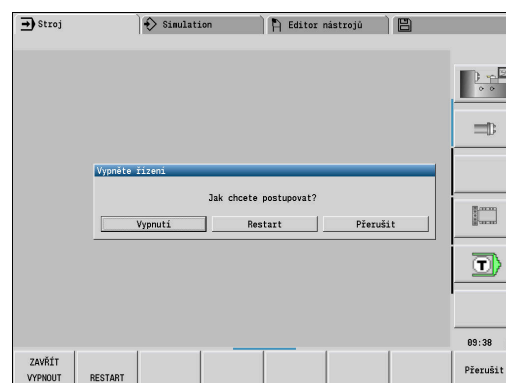 Stroj
Simulation
Editor nástrojů
Vypněte řízení
Jak chcete postupovat?
Vypnutí
Restart
Přerušit
T
09:38
ZAVŘÍT
VYPNOUT
RESTART
Přerušit